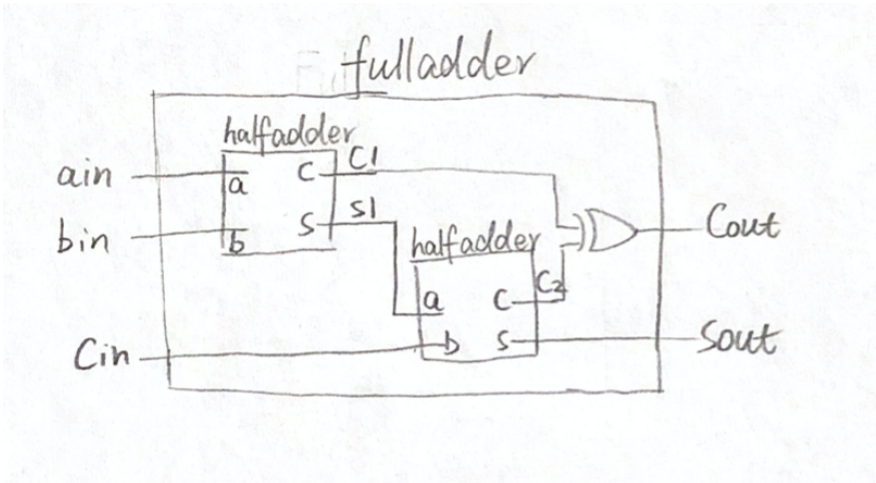 fulladder
halfadder
ain
a
C
C1
bin
b
S
S1
halfadder
Cout
a
C
C2
Cin
b
S
Sout